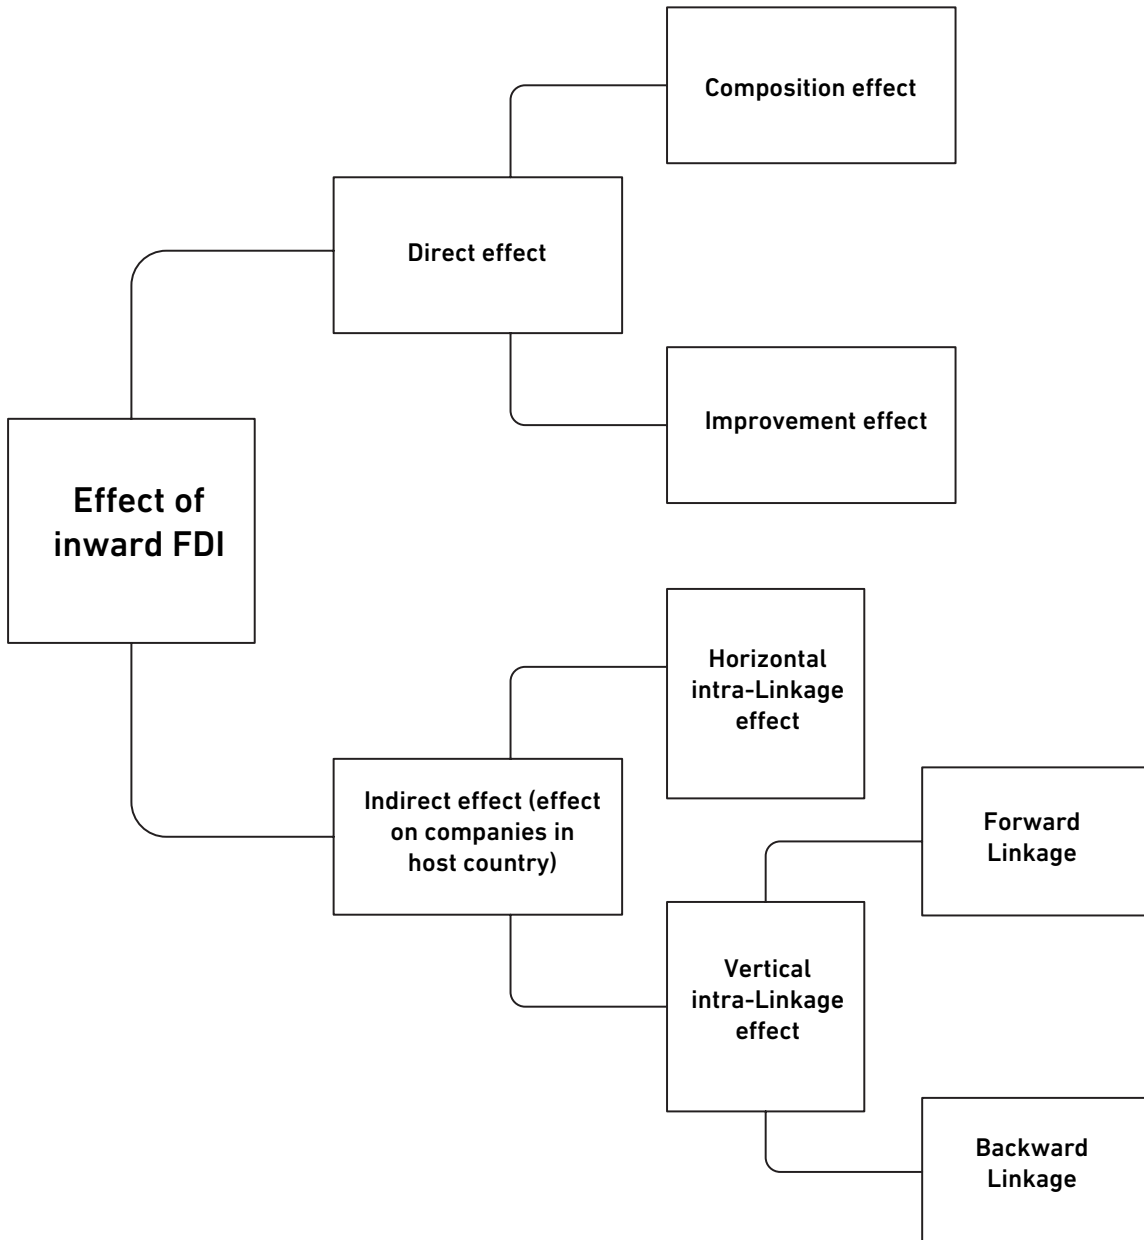 Composition effect
Direct effect
Improvement effect
Effect of
inward FDI
Horizontal
intra-Linkage
effect
Indirect effect (effect
on companies in
host country)
Forward
Linkage
Vertical
intra-Linkage
effect
Backward
Linkage